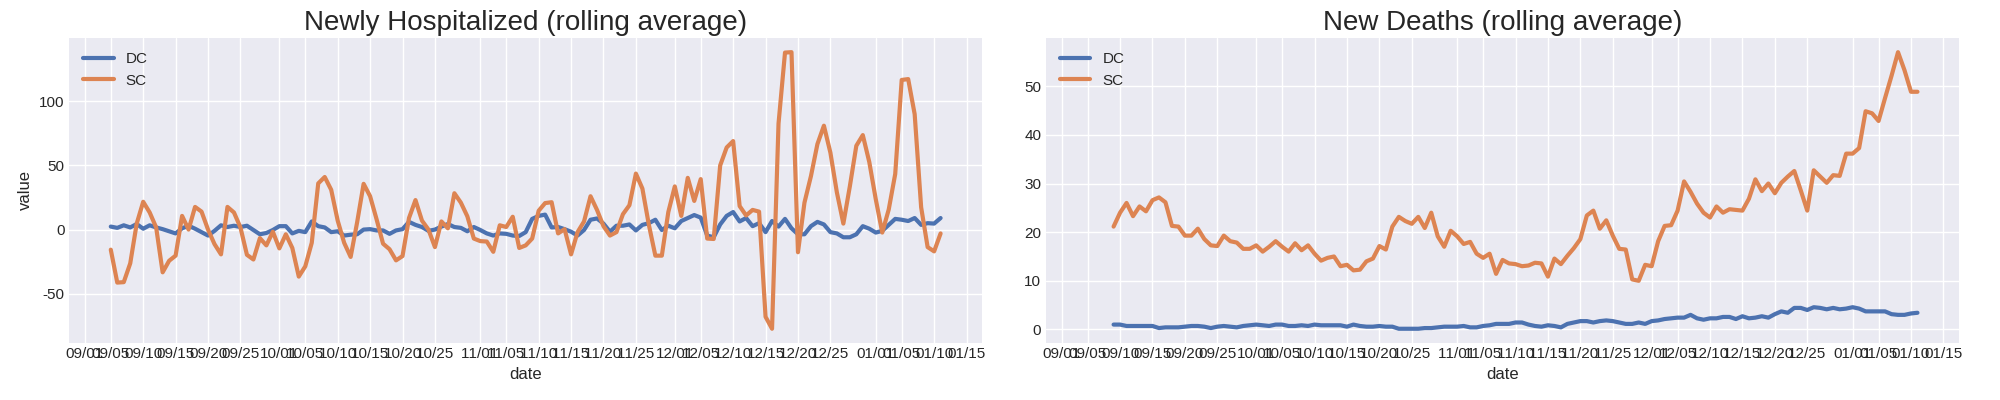 Newly Hospitalized (rolling average)
DC
SC
100
50
0
-50
value
09/01 09/05 09/10 09/15 09/20 09/25 10/01 10/05 10/10 10/15 10/20 10/25 11/01 11/05 11/10 11/15 11/20 11/25 12/01 12/05 12/10 12/15 12/20 12/25 01/01 01/05 01/10 01/15
date
New Deaths (rolling average)
DC
SC
50
40
30
20
10
0
09/01 09/05 09/10 09/15 09/20 09/25 10/01 10/05 10/10 10/15 10/20 10/25 11/01 11/05 11/10 11/15 11/20 11/25 12/01 12/05 12/10 12/15 12/20 12/25 01/01 01/05 01/10 01/15
date